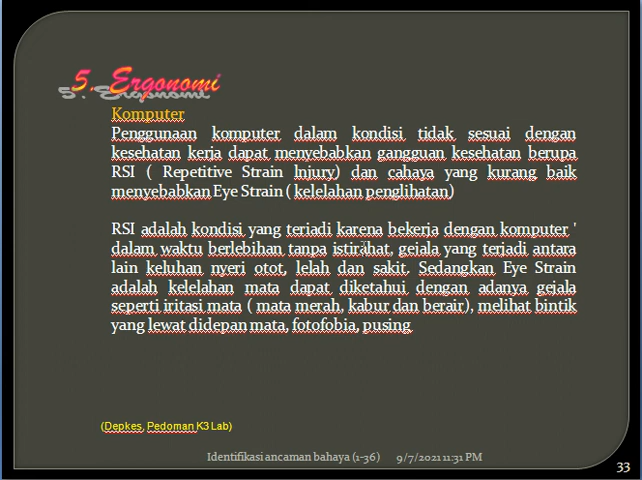 5. Ergonomi
Komputer
Penggunaan komputer dalam kondisi tidak sesuai dengan
kesehatan kerja dapat menyebabkan gangguan kesehatan berupa
RSI ( Repetitive Strain Injury) dan cahaya yang kurang baik
menyebabkan Eye Strain ( kelelahan penglihatan)
RSI adalah kondisi yang teriadi karena bekerja dengan komputer '
dalam waktu berlebihan tanpa istirahat, gejala yang terjadi antara
lain keluhan nyeri otot, lelah dan sakit. Sedangkan Eye Strain
adalah kelelahan mata dapat diketahui dengan adanya gejala
seperti iritasi mata ( mata merah, kabur dan berair), melihat bintik
yang lewat didepan mata, fotofobia, pusing
(Depkes, Pedoman K3 Lab)
Identifikasi ancaman bahaya (1-36) 9/7/2021 11:31 PM
33